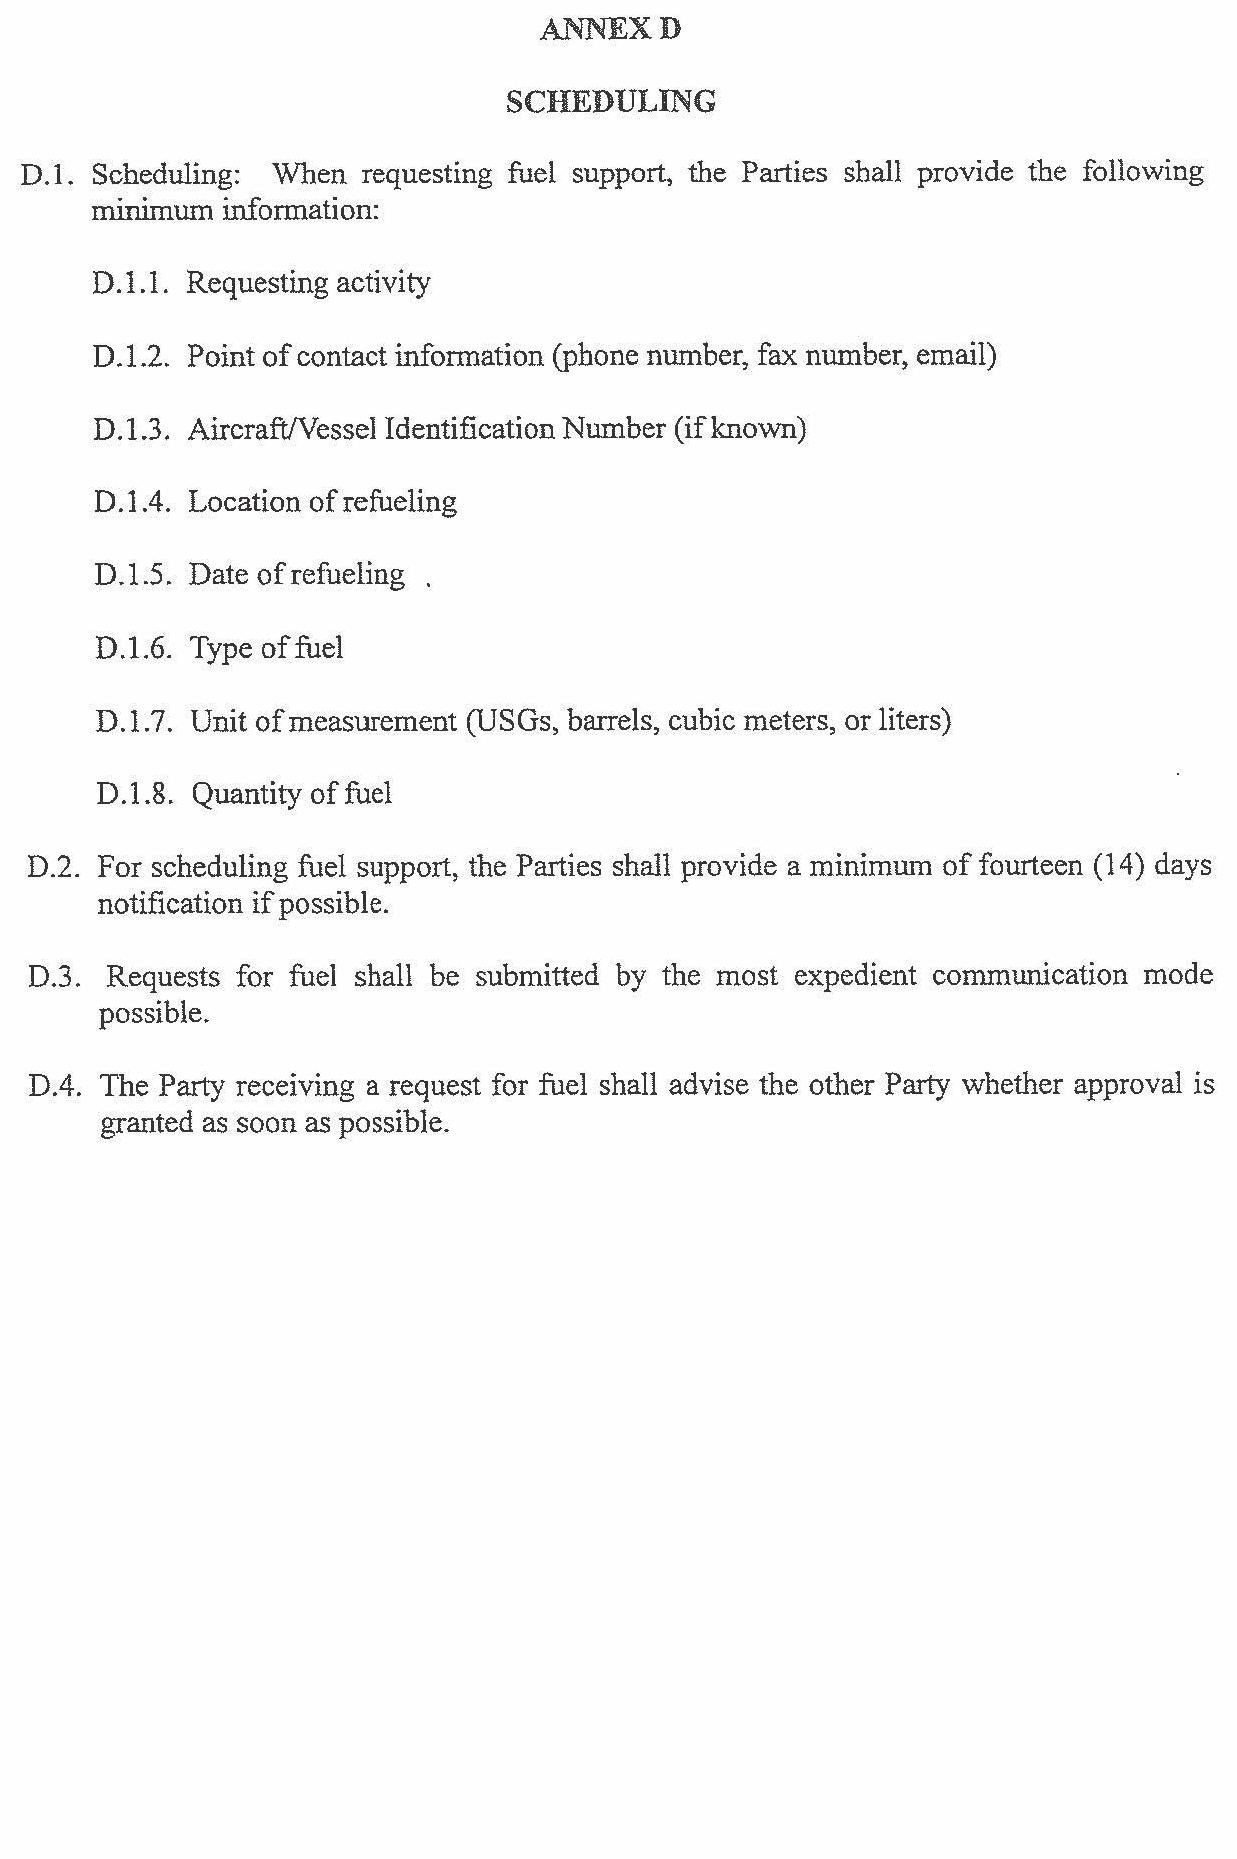 ANNEX D
SCHEDULING
D.1. Scheduling: When requesting fuel support, the Parties shall provide the following
minimum information:
D.1.1. Requesting activity
D.1.2. Point of contact information (phone number, fax number, email)
D.1.3. Aircraft/Vessel Identification Number (if known)
D.1.4. Location of refueling
D.1.5. Date of refueling .
D.1.6. Type of fuel
D.1.7. Unit of measurement (USGs, barrels, cubic meters, or liters)
D.1.8. Quantity of fuel
D.2. For scheduling fuel support, the Parties shall provide a minimum of fourteen (14) days
notification if possible.
D.3. Requests for fuel shall be submitted by the most expedient communication mode
possible.
D.4. The Party receiving a request for fuel shall advise the other Party whether approval is
granted as soon as possible.